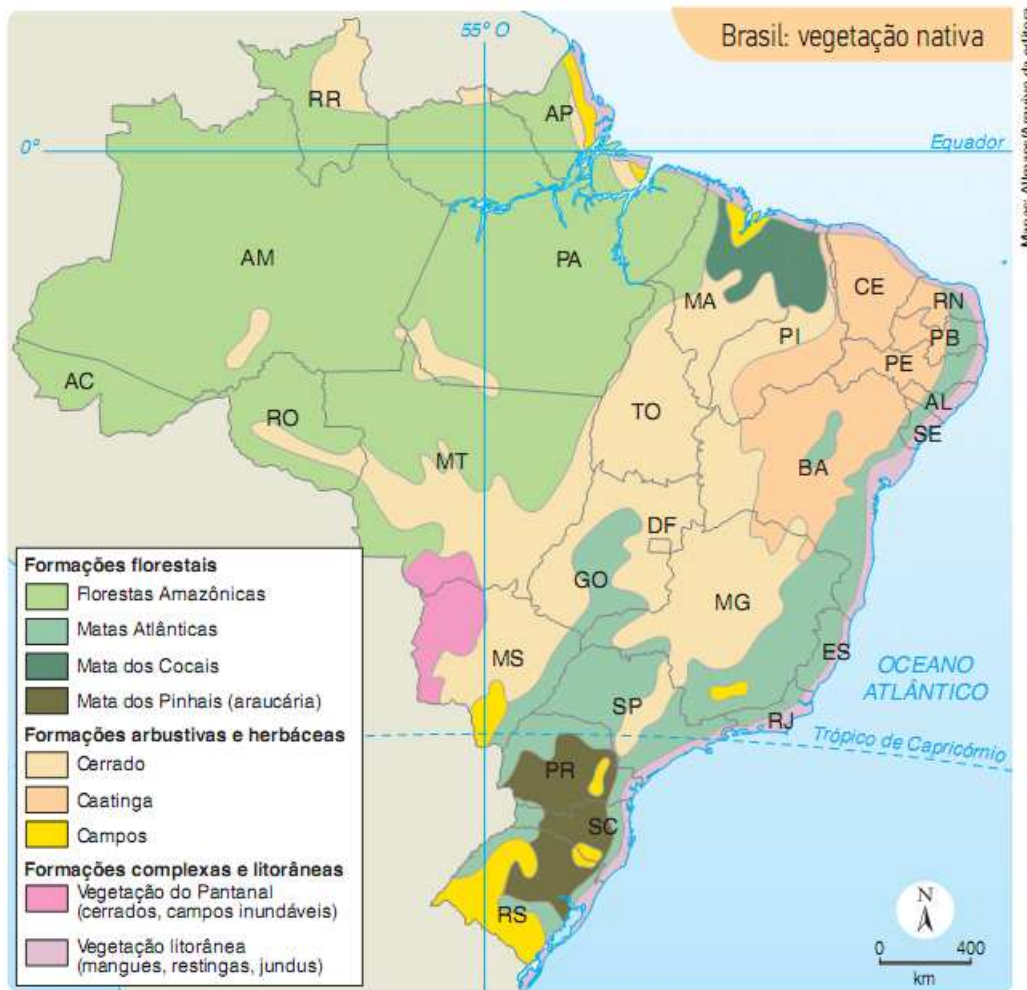 Brasil: vegetação nativa
55° O
RR
AP
0°
Equador
AM
PA
MA
CE
RN
PB
PI
PE
AC
AL
TO
SE
RO
BA
MT
DF
GO
MG
ES
MS
OCEANO
ATLÂNTICO
SP
RJ
Trópico de Capricórnio
PR
SC
RS
Formações florestais
Florestas Amazônicas
Matas Atlânticas
Mata dos Cocais
Mata dos Pinhais (araucária)
Formações arbustivas e herbáceas
Cerrado
Caatinga
Campos
Formações complexas e litorâneas
Vegetação do Pantanal
(cerrados, campos inundáveis)
Vegetação litorânea
(mangues, restingas, jundus)
N
0 400
km